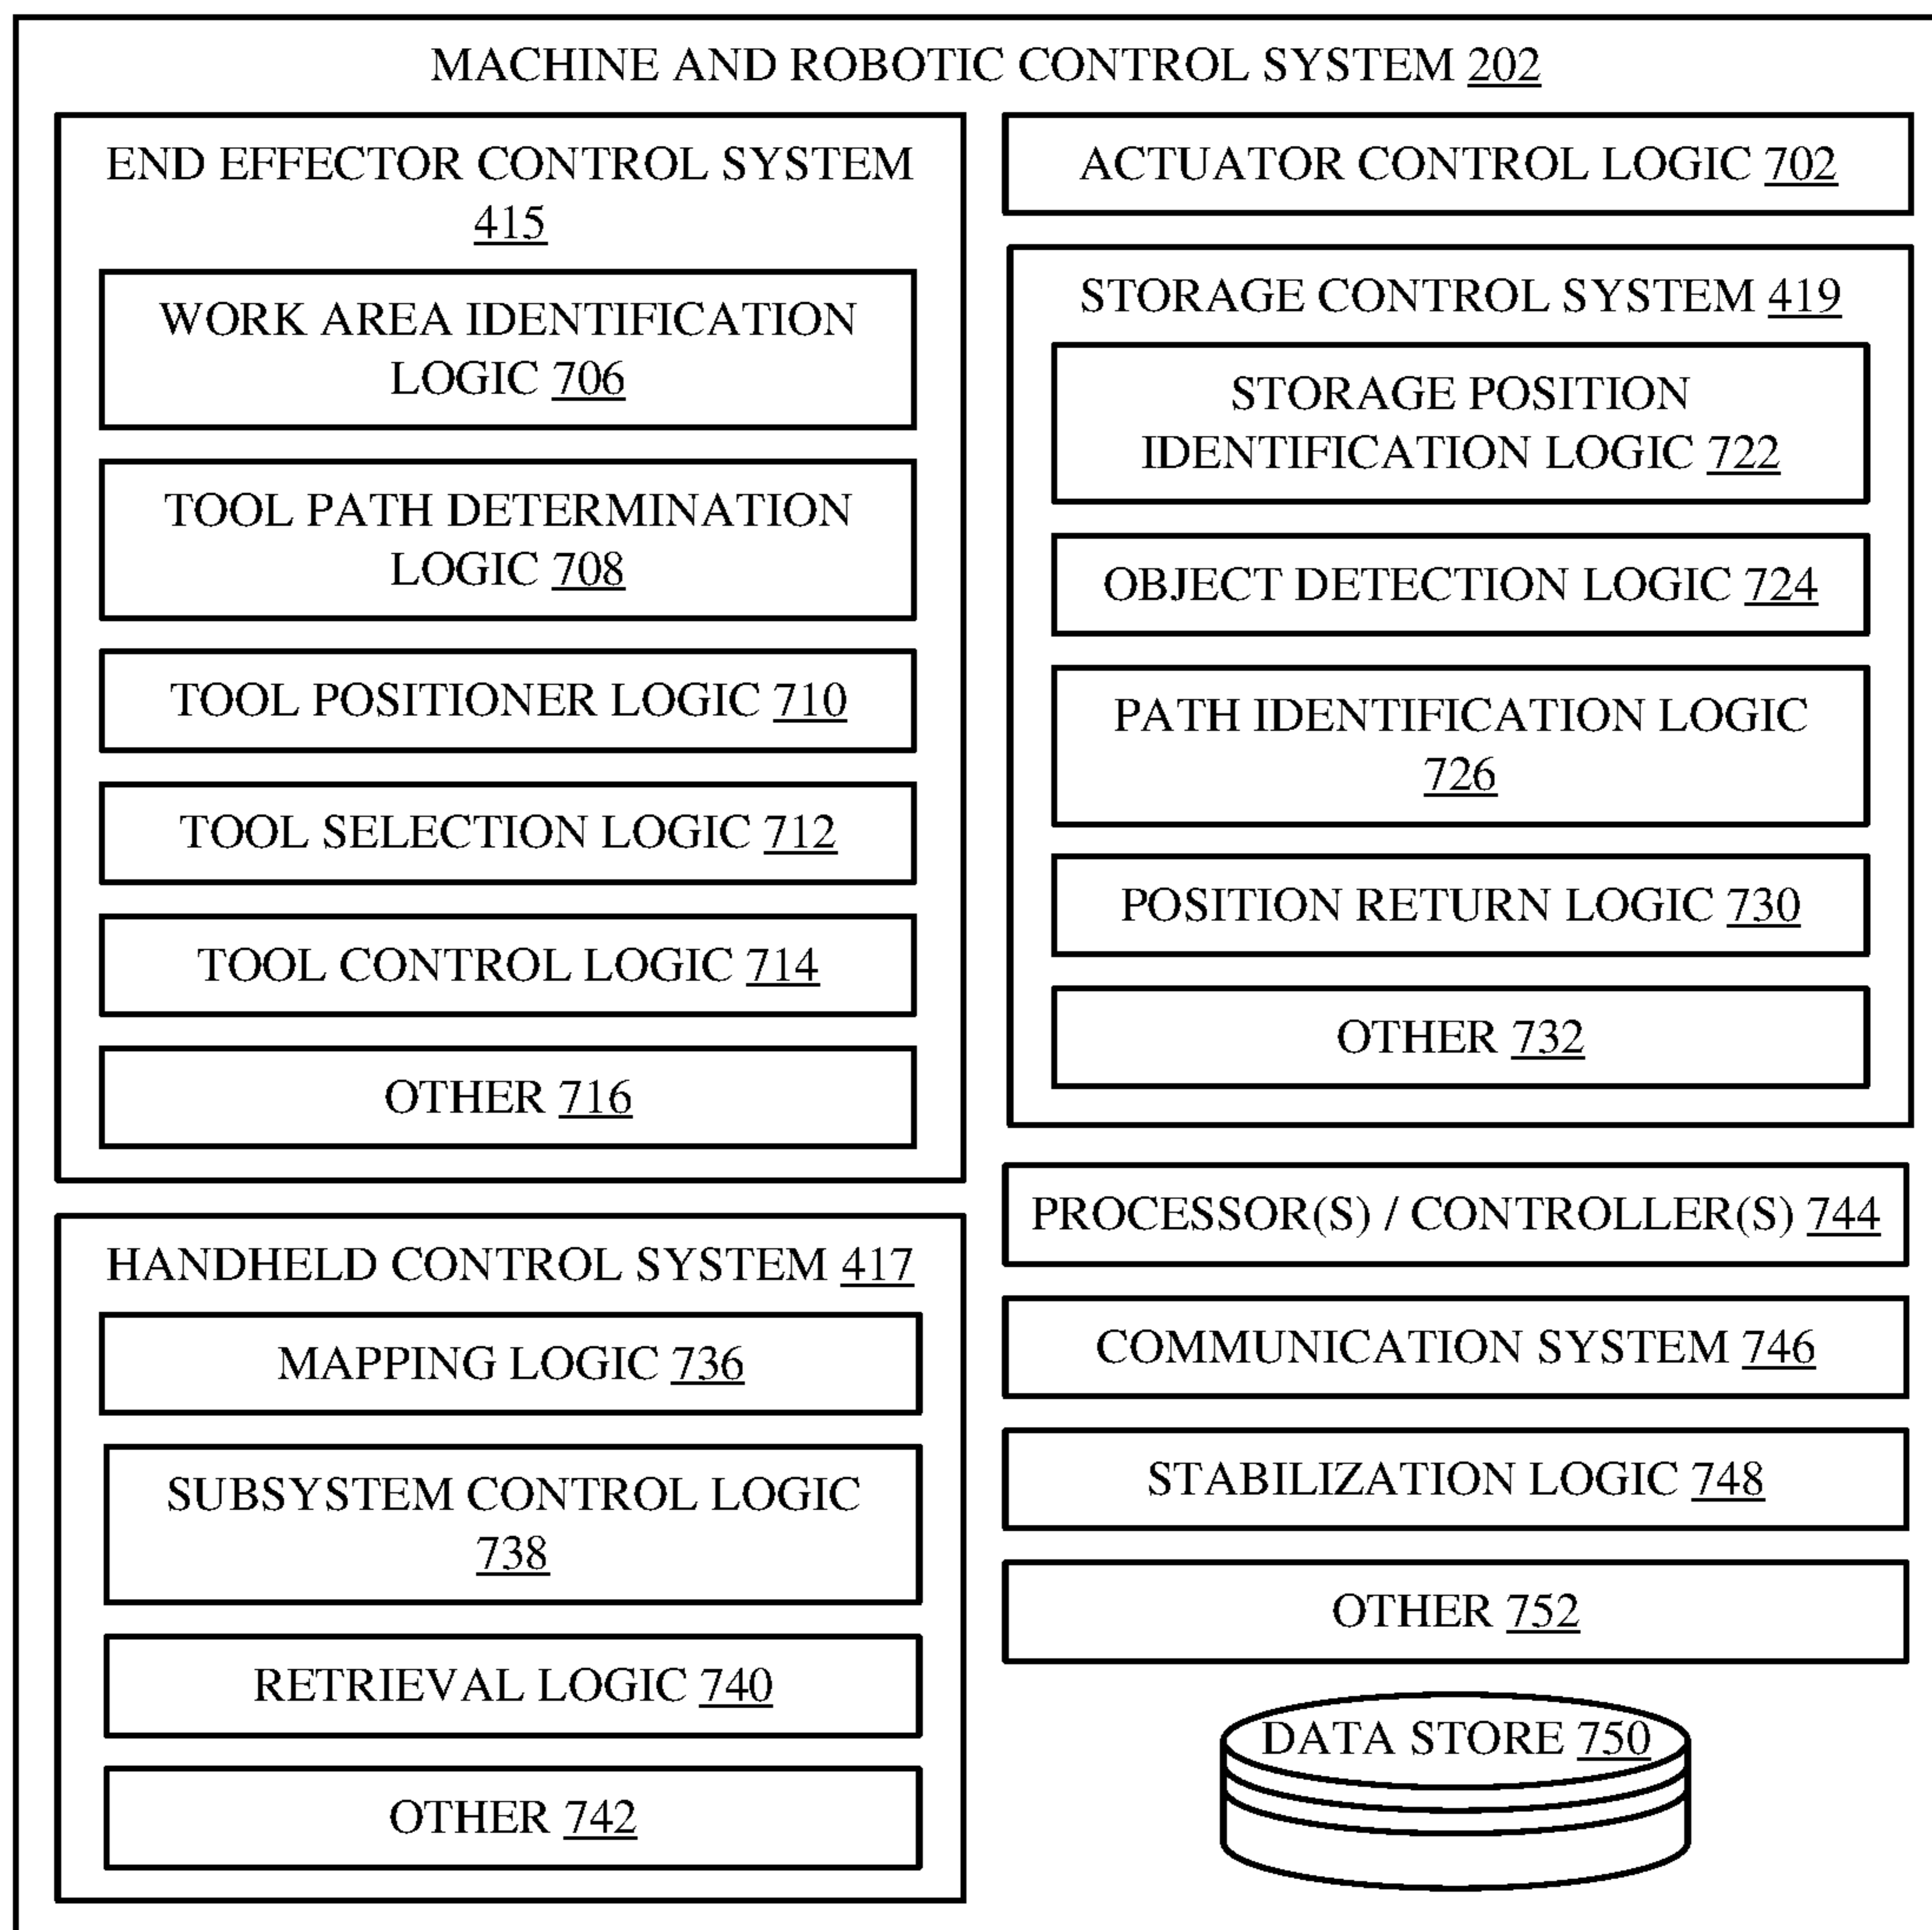 MACHINE AND ROBOTIC CONTROL SYSTEM 202
END EFFECTOR CONTROL SYSTEM
415
WORK AREA IDENTIFICATION
LOGIC 706
TOOL PATH DETERMINATION
LOGIC 708
TOOL POSITIONER LOGIC 710
TOOL SELECTION LOGIC 712
TOOL CONTROL LOGIC 714
OTHER 716
HANDHELD CONTROL SYSTEM 417
MAPPING LOGIC 736
SUBSYSTEM CONTROL LOGIC
738
RETRIEVAL LOGIC 740
OTHER 742
ACTUATOR CONTROL LOGIC 702
STORAGE CONTROL SYSTEM 419
STORAGE POSITION
IDENTIFICATION LOGIC 722
OBJECT DETECTION LOGIC 724
PATH IDENTIFICATION LOGIC
726
POSITION RETURN LOGIC 730
OTHER 732
PROCESSOR(S) / CONTROLLER(S) 744
COMMUNICATION SYSTEM 746
STABILIZATION LOGIC 748
OTHER 752
DATA STORE 750